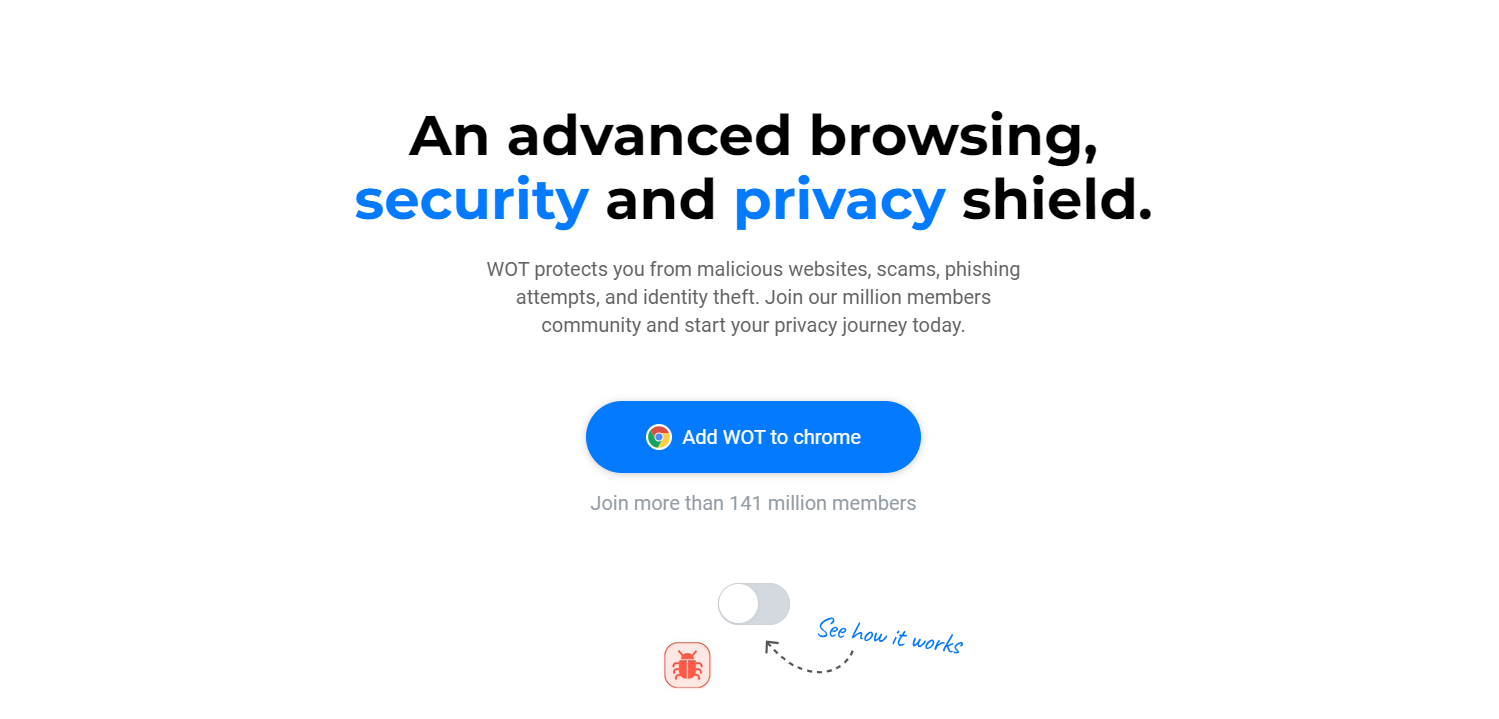 An advanced browsing,
security and privacy shield.
WOT protects you from malicious websites, scams, phishing
attempts, and identity theft. Join our million members
community and start your privacy journey today.
Add WOT to chrome
Join more than 141 million members
See how it works